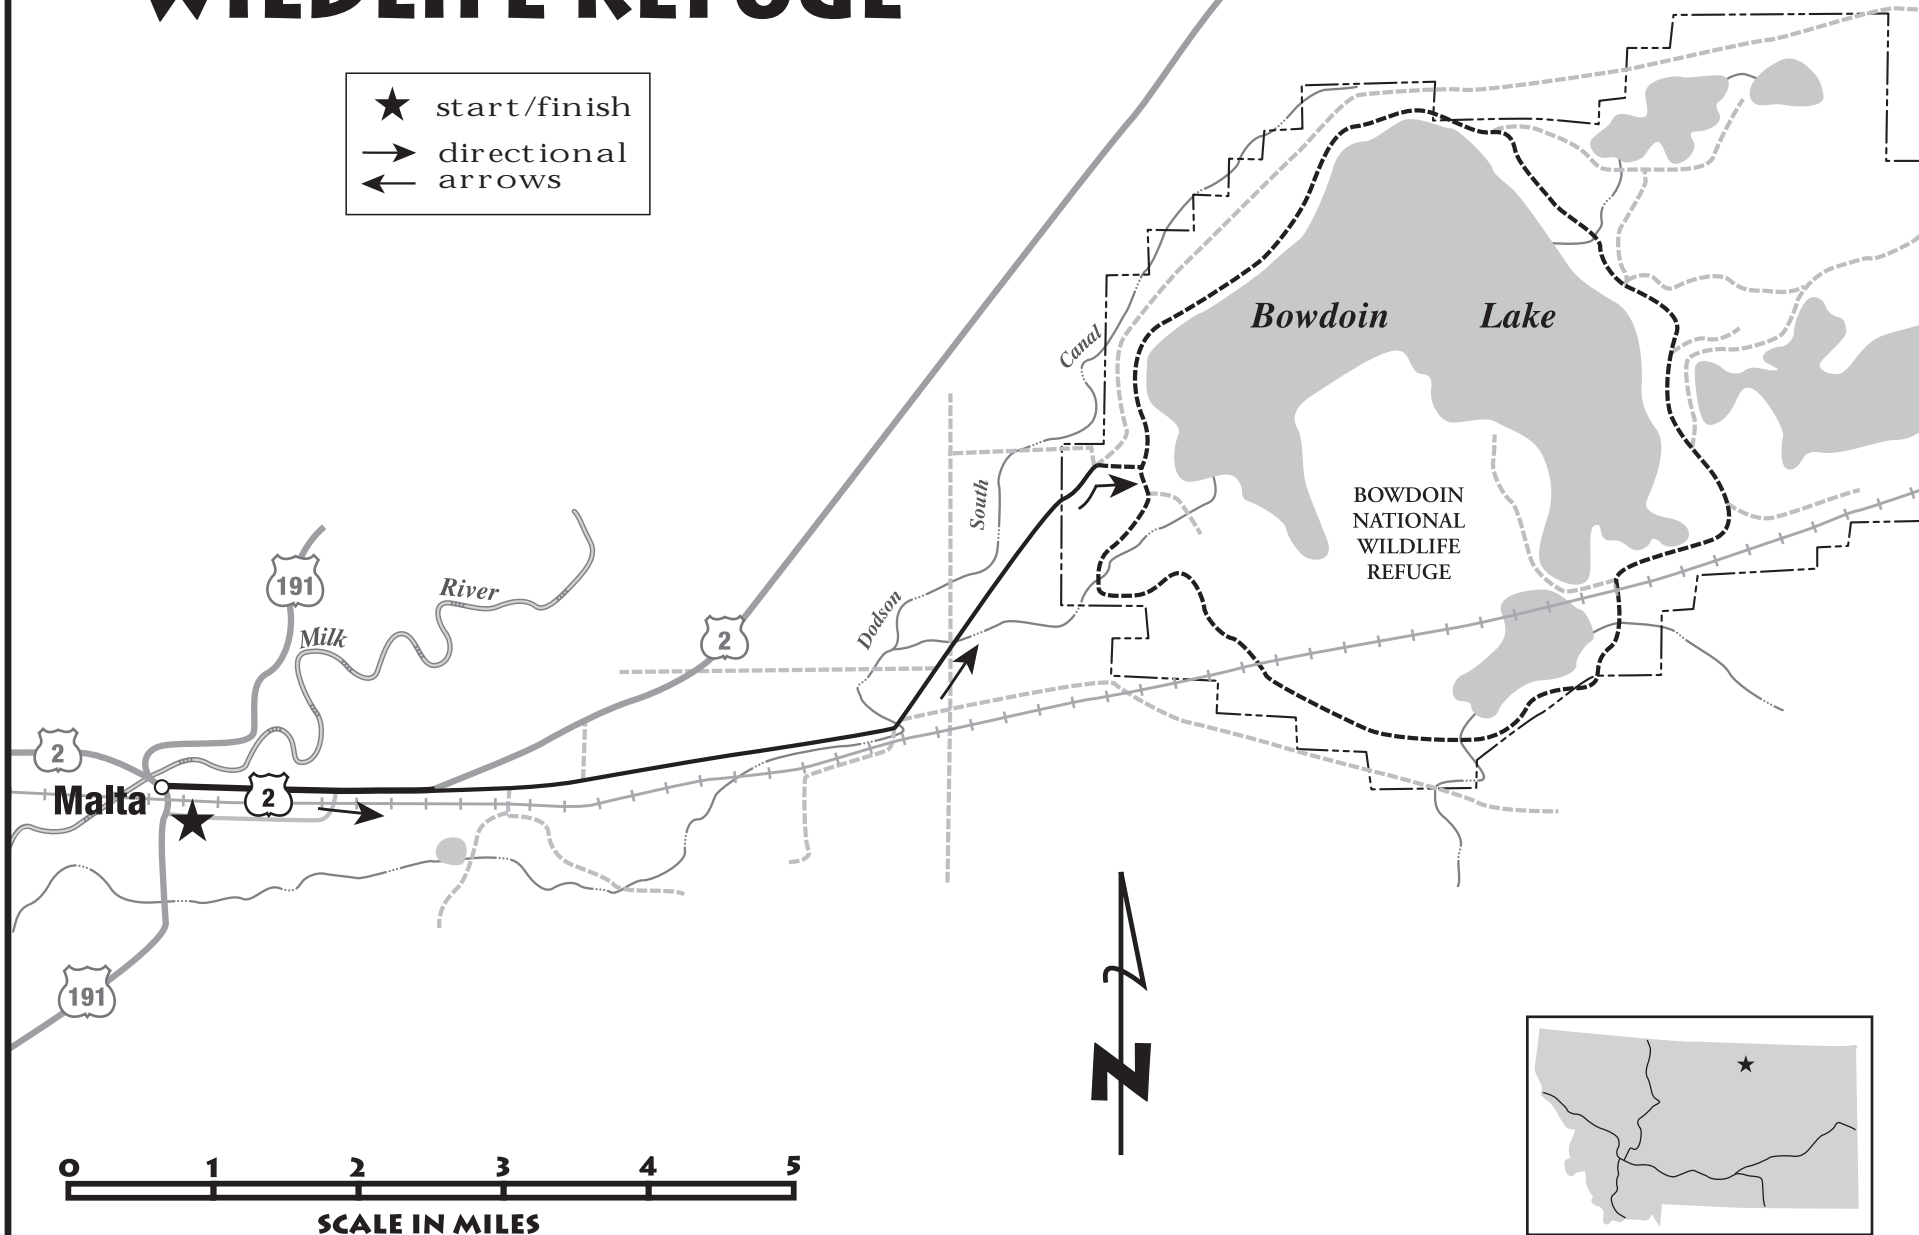 WILDLIFE REFUGE
start/finish
directional
arrows
Canal
Bowdoin Lake
South
BOWDOIN
NATIONAL
WILDLIFE
REFUGE
191
River
Milk
Dodson
2
2
Malta
2
191
N
0 1 2 3 4 5
SCALE IN MILES